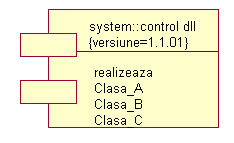 system::control dll
{versiune=1.1.01}
realizeaza
Clasa_A
Clasa_B
Clasa_C